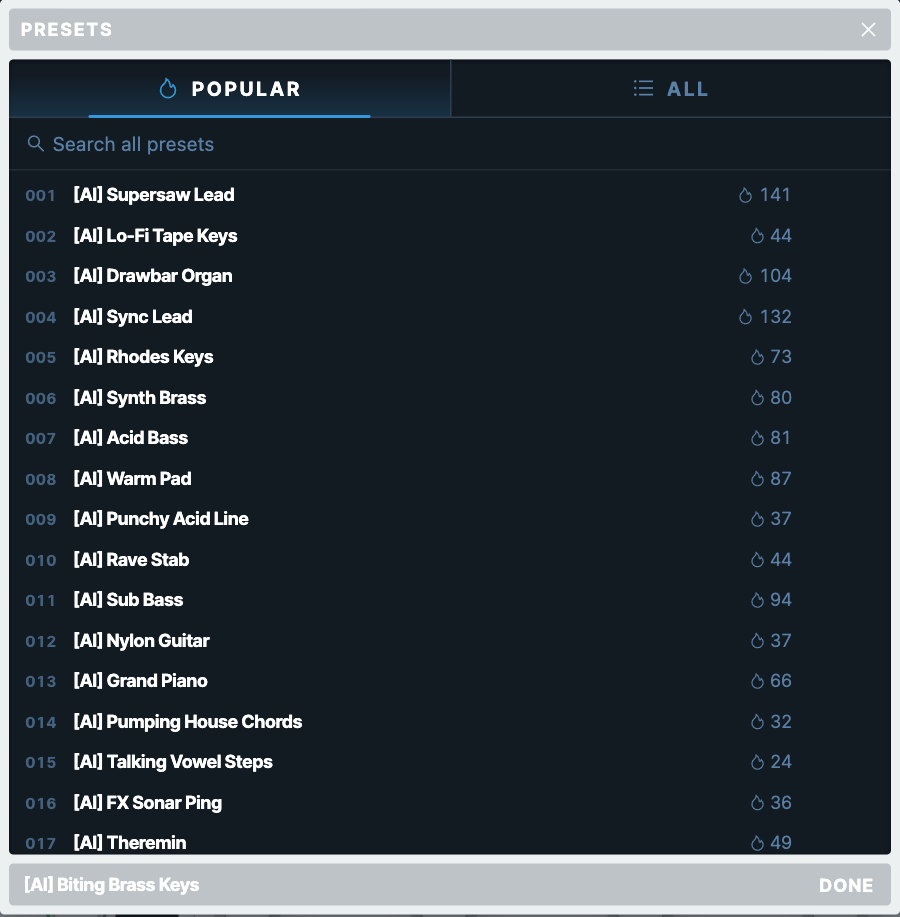 PRESETS
POPULAR
ALL
Search all presets
001 [AI] Supersaw Lead 141
002 [AI] Lo-Fi Tape Keys 44
003 [AI] Drawbar Organ 104
004 [AI] Sync Lead 132
005 [AI] Rhodes Keys 73
006 [AI] Synth Brass 80
007 [AI] Acid Bass 81
008 [AI] Warm Pad 87
009 [AI] Punchy Acid Line 37
010 [AI] Rave Stab 44
011 [AI] Sub Bass 94
012 [AI] Nylon Guitar 37
013 [AI] Grand Piano 66
014 [AI] Pumping House Chords 32
015 [AI] Talking Vowel Steps 24
016 [AI] FX Sonar Ping 36
017 [AI] Theremin 49
[AI] Biting Brass Keys DONE